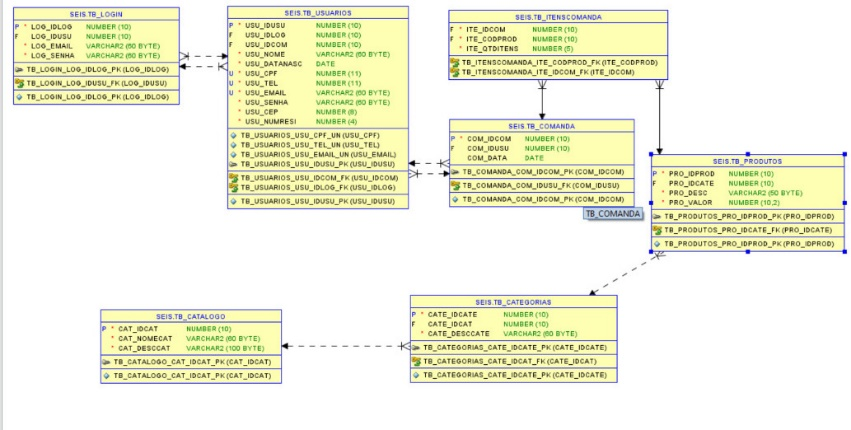 SEIS.TB_LOGIN
P * LOG_IDLOG NUMBER (10)
F LOG_IDUSU NUMBER (10)
* LOG_EMAIL VARCHAR2 (60 BYTE)
* LOG_SENHA VARCHAR2 (60 BYTE)
TB_LOGIN_LOG_IDLOG_PK (LOG_IDLOG)
TB_LOGIN_LOG_IDUSU_FK (LOG_IDUSU)
TB_LOGIN_LOG_IDLOG_PK (LOG_IDLOG)
SEIS.TB_USUARIOS
P * USU_IDUSU NUMBER (10)
F USU_IDLOG NUMBER (10)
F USU_IDCOM NUMBER (10)
* USU_NOME VARCHAR2 (60 BYTE)
* USU_DATANASC DATE
U * USU_CPF NUMBER (11)
U * USU_TEL NUMBER (11)
U * USU_EMAIL VARCHAR2 (60 BYTE)
* USU_SENHA VARCHAR2 (60 BYTE)
* USU_CEP NUMBER (8)
* USU_NUMRESI NUMBER (4)
TB_USUARIOS_USU_CPF_UN (USU_CPF)
TB_USUARIOS_USU_TEL_UN (USU_TEL)
TB_USUARIOS_USU_EMAIL_UN (USU_EMAIL)
TB_USUARIOS_USU_IDUSU_PK (USU_IDUSU)
TB_USUARIOS_USU_IDCOM_FK (USU_IDCOM)
TB_USUARIOS_USU_IDLOG_FK (USU_IDLOG)
TB_USUARIOS_USU_IDUSU_PK (USU_IDUSU)
SEIS.TB_ITENSCOMANDA
F * ITE_IDCOM NUMBER (10)
F * ITE_CODPROD NUMBER (10)
* ITE_QTDITENS NUMBER (5)
TB_ITENSCOMANDA_ITE_CODPROD_FK (ITE_CODPROD)
TB_ITENSCOMANDA_ITE_IDCOM_FK (ITE_IDCOM)
SEIS.TB_COMANDA
P * COM_IDCOM NUMBER (10)
F COM_IDUSU NUMBER (10)
COM_DATA DATE
TB_COMANDA_COM_IDCOM_PK (COM_IDCOM)
TB_COMANDA_COM_IDUSU_FK (COM_IDUSU)
TB_COMANDA_COM_IDCOM_PK (COM_IDCOM)
TB_COMANDA
SEIS.TB_PRODUTOS
P * PRO_IDPROD NUMBER (10)
F PRO_IDCATE NUMBER (10)
* PRO_DESC VARCHAR2 (50 BYTE)
* PRO_VALOR NUMBER (10,2)
TB_PRODUTOS_PRO_IDPROD_PK (PRO_IDPROD)
TB_PRODUTOS_PRO_IDCATE_FK (PRO_IDCATE)
TB_PRODUTOS_PRO_IDPROD_PK (PRO_IDPROD)
SEIS.TB_CATALOGO
P * CAT_IDCAT NUMBER (10)
* CAT_NOMECAT VARCHAR2 (60 BYTE)
* CAT_DESCCAT VARCHAR2 (100 BYTE)
TB_CATALOGO_CAT_IDCAT_PK (CAT_IDCAT)
TB_CATALOGO_CAT_IDCAT_PK (CAT_IDCAT)
SEIS.TB_CATEGORIAS
P * CATE_IDCATE NUMBER (10)
F CATE_IDCAT NUMBER (10)
* CATE_DESCCATE VARCHAR2 (60 BYTE)
TB_CATEGORIAS_CATE_IDCATE_PK (CATE_IDCATE)
TB_CATEGORIAS_CATE_IDCAT_FK (CATE_IDCAT)
TB_CATEGORIAS_CATE_IDCATE_PK (CATE_IDCATE)